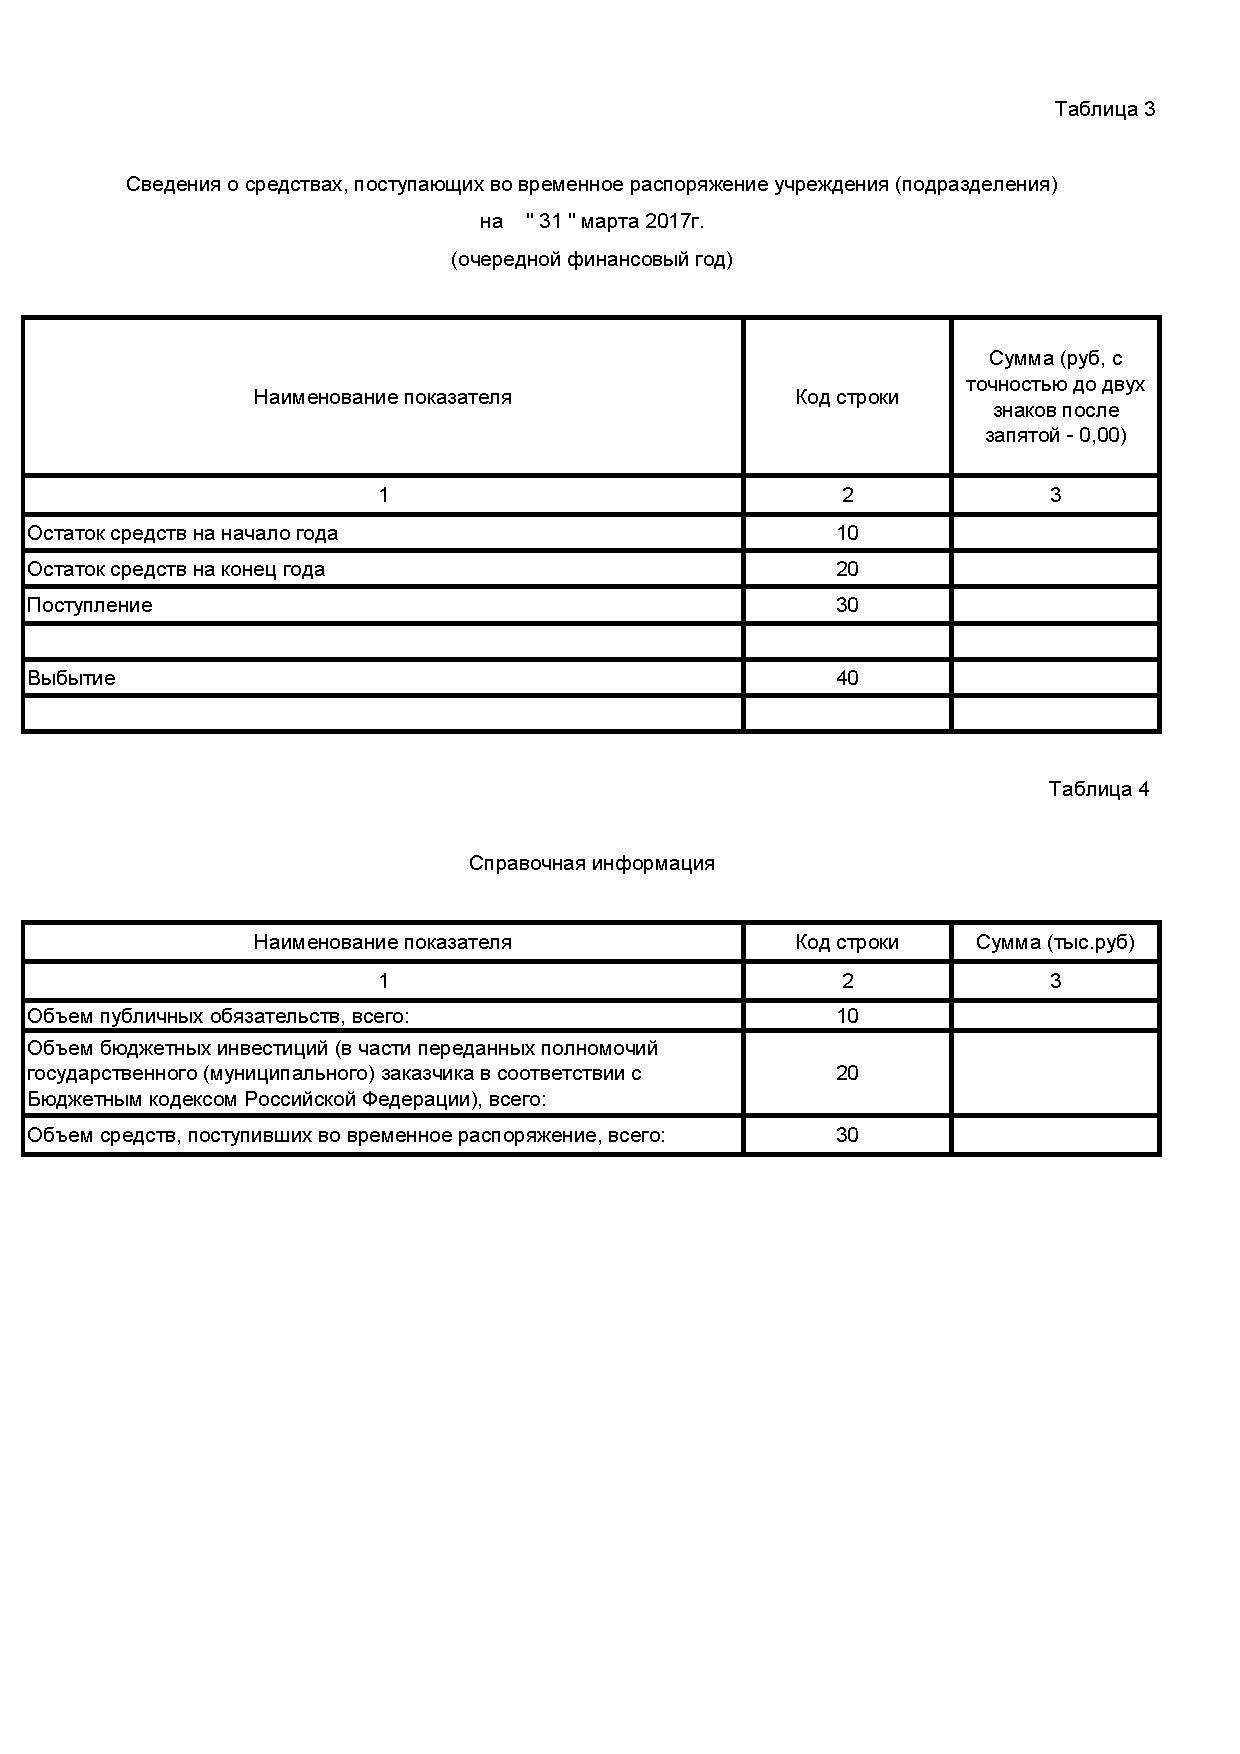 Таблица 3
Сведения о средствах, поступающих во временное распоряжение учреждения (подразделения)
на " 31 " марта 2017г.
(очередной финансовый год)
Наименование показателя Код строки Сумма (руб, с
точностью до двух
знаков после
запятой - 0,00)
1 2 3
Остаток средств на начало года 10
Остаток средств на конец года 20
Поступление 30
Выбытие 40
Таблица 4
Справочная информация
Наименование показателя Код строки Сумма (тыс.руб)
1 2 3
Объем публичных обязательств, всего: 10
Объем бюджетных инвестиций (в части переданных полномочий
государственного (муниципального) заказчика в соответствии с
Бюджетным кодексом Российской Федерации), всего: 20
Объем средств, поступивших во временное распоряжение, всего: 30